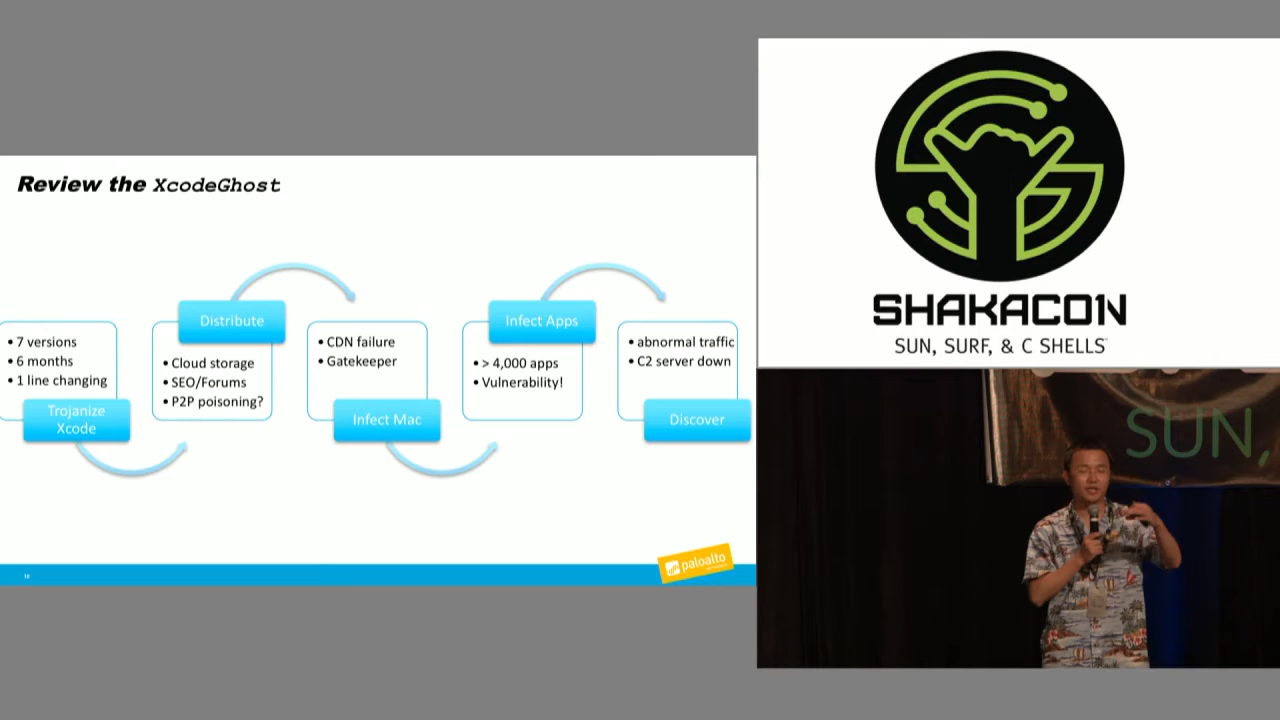 Review the XcodeGhost
• 7 versions
• 6 months
• 1 line changing
Trojanize
Xcode
Distribute
• Cloud storage
• SEO/Forums
• P2P poisoning?
• CDN failure
• Gatekeeper
Infect Mac
Infect Apps
• > 4,000 apps
• Vulnerability!
• abnormal traffic
• C2 server down
Discover
paloalto
SHAKACON
SUN, SURF, & C SHELLS
SUN,